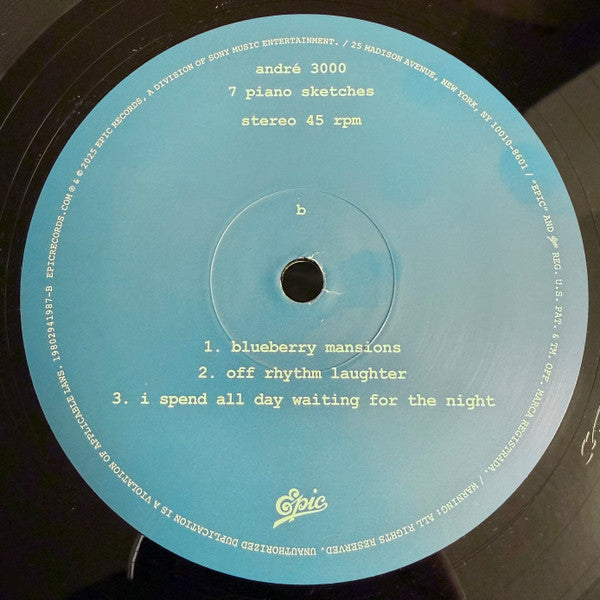 andré 3000
7 piano sketches
stereo 45 rpm
b
1. blueberry mansions
2. off rhythm laughter
3. i spend all day waiting for the night
Epic
19802941987-B EPICRECORDS.COM ℗ & © 2025 EPIC RECORDS, A DIVISION OF SONY MUSIC ENTERTAINMENT. / 25 MADISON AVENUE, NEW YORK, NY 10010-8601 / "EPIC" AND Epic REG. U.S. PAT. & TM. OFF. MARCA REGISTRADA. / WARNING: ALL RIGHTS RESERVED. UNAUTHORIZED DUPLICATION IS A VIOLATION OF APPLICABLE LAWS.